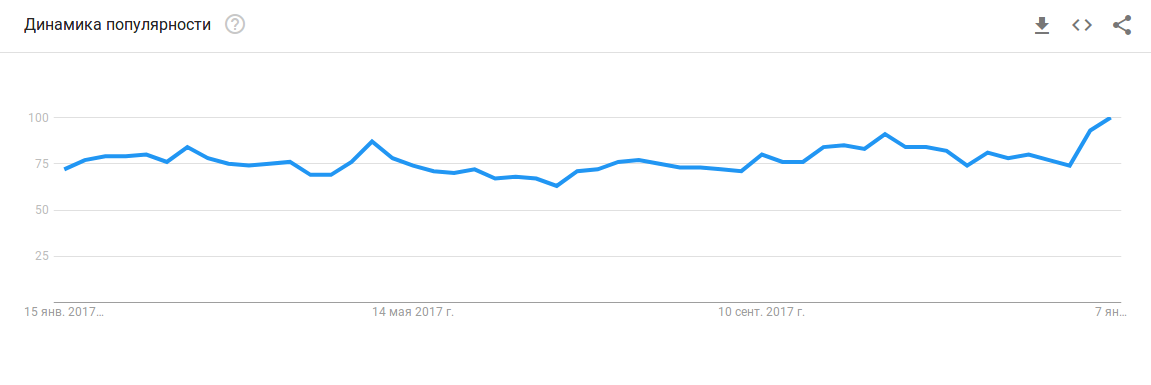 Динамика популярности ?
100
75
50
25
15 янв. 2017…
14 мая 2017 г.
10 сент. 2017 г.
7 ян…